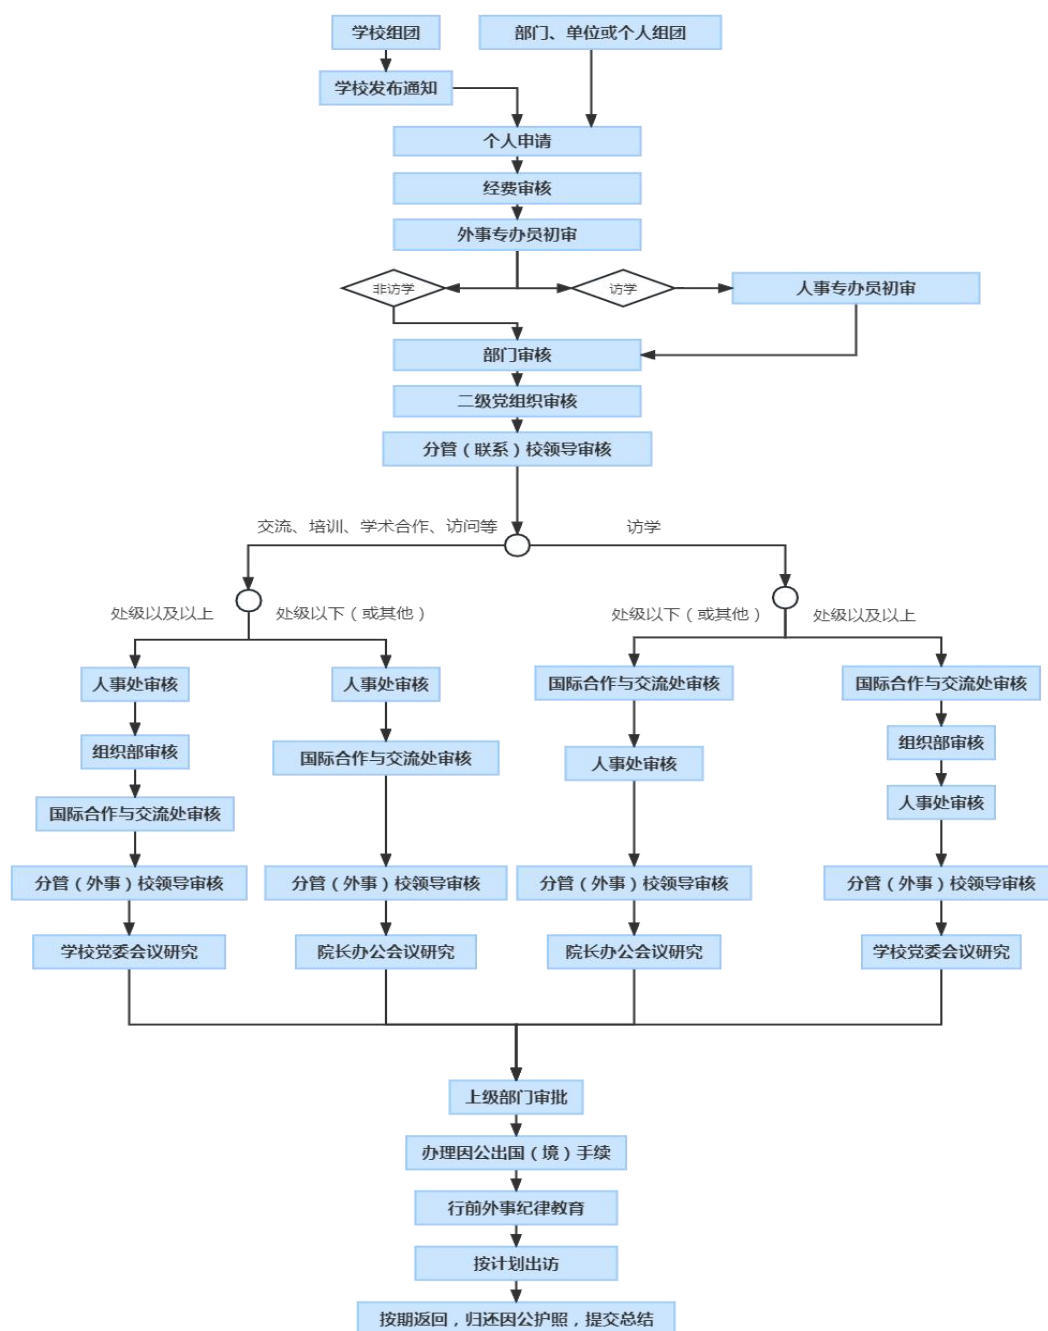 学校组团
部门、单位或个人组团
学校发布通知
个人申请
经费审核
外事专办员初审
非访学
访学
人事专办员初审
部门审核
二级党组织审核
分管（联系）校领导审核
交流、培训、学术合作、访问等
访学
处级以及以上
处级以下（或其他）
处级以下（或其他）
处级以及以上
人事处审核
人事处审核
国际合作与交流处审核
国际合作与交流处审核
组织部审核
国际合作与交流处审核
人事处审核
组织部审核
国际合作与交流处审核
人事处审核
分管（外事）校领导审核
分管（外事）校领导审核
分管（外事）校领导审核
分管（外事）校领导审核
学校党委会议研究
院长办公会议研究
院长办公会议研究
学校党委会议研究
上级部门审批
办理因公出国（境）手续
行前外事纪律教育
按计划出访
按期返回，归还因公护照，提交总结